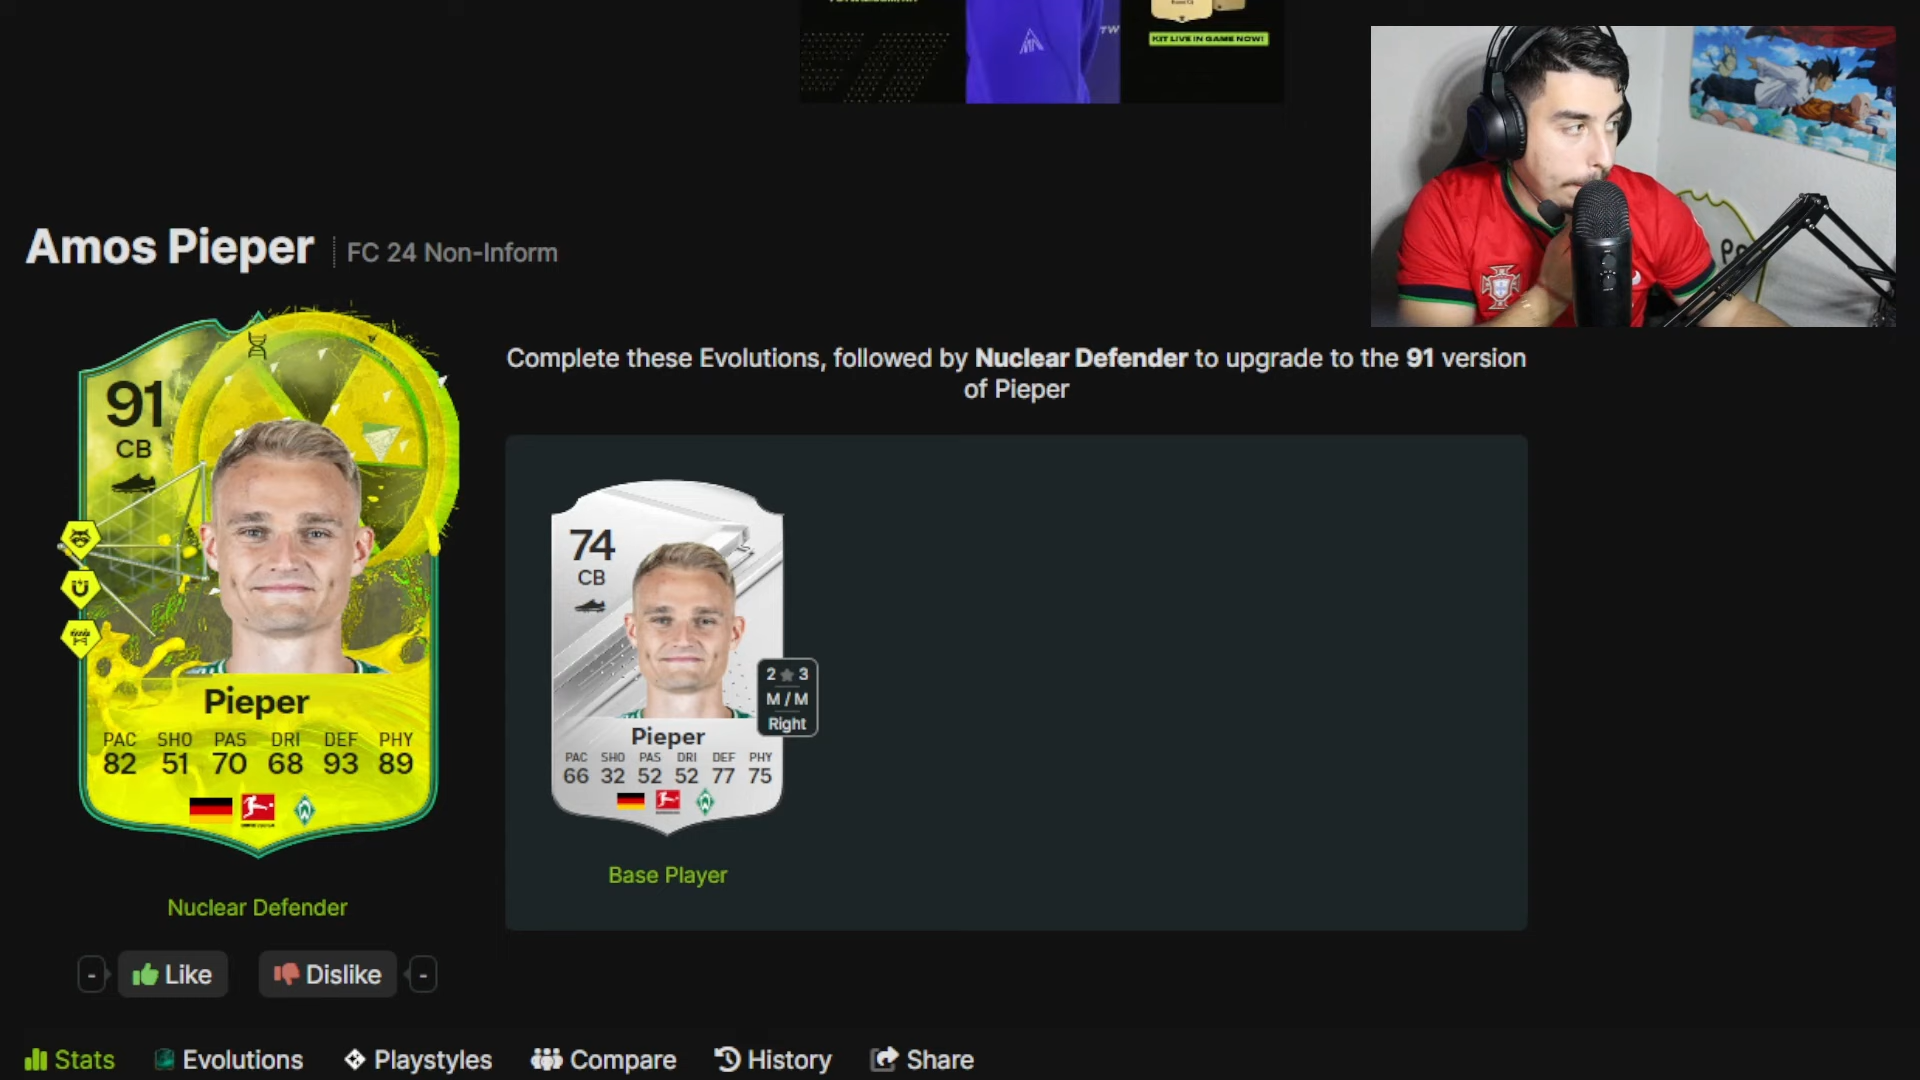 KIT LIVE IN GAME NOW!
Amos Pieper
FC 24 Non-Inform
Complete these Evolutions, followed by Nuclear Defender to upgrade to the 91 version
of Pieper
91
CB
Pieper
PAC SHO PAS DRI DEF PHY
82 51 70 68 93 89
Nuclear Defender
74
CB
2 ★ 3
M / M
Right
Pieper
PAC SHO PAS DRI DEF PHY
66 32 52 52 77 75
Base Player
- Like Dislike -
Stats Evolutions Playstyles Compare History Share